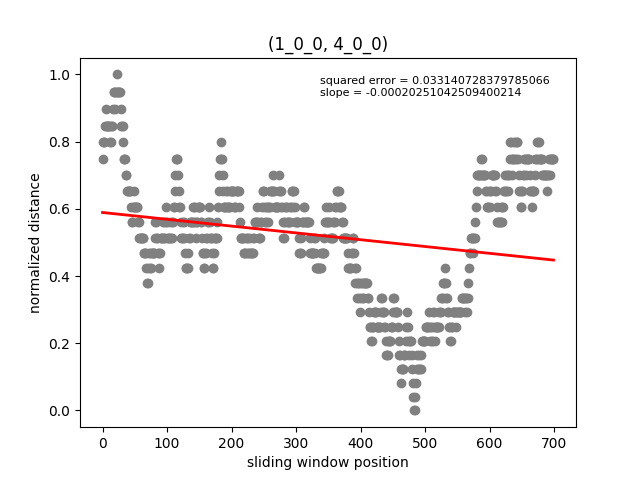 (1_0_0, 4_0_0)
squared error = 0.033140728379785066
slope = -0.00020251042509400214
1.0
0.8
0.6
0.4
0.2
0.0
normalized distance
0 100 200 300 400 500 600 700
sliding window position